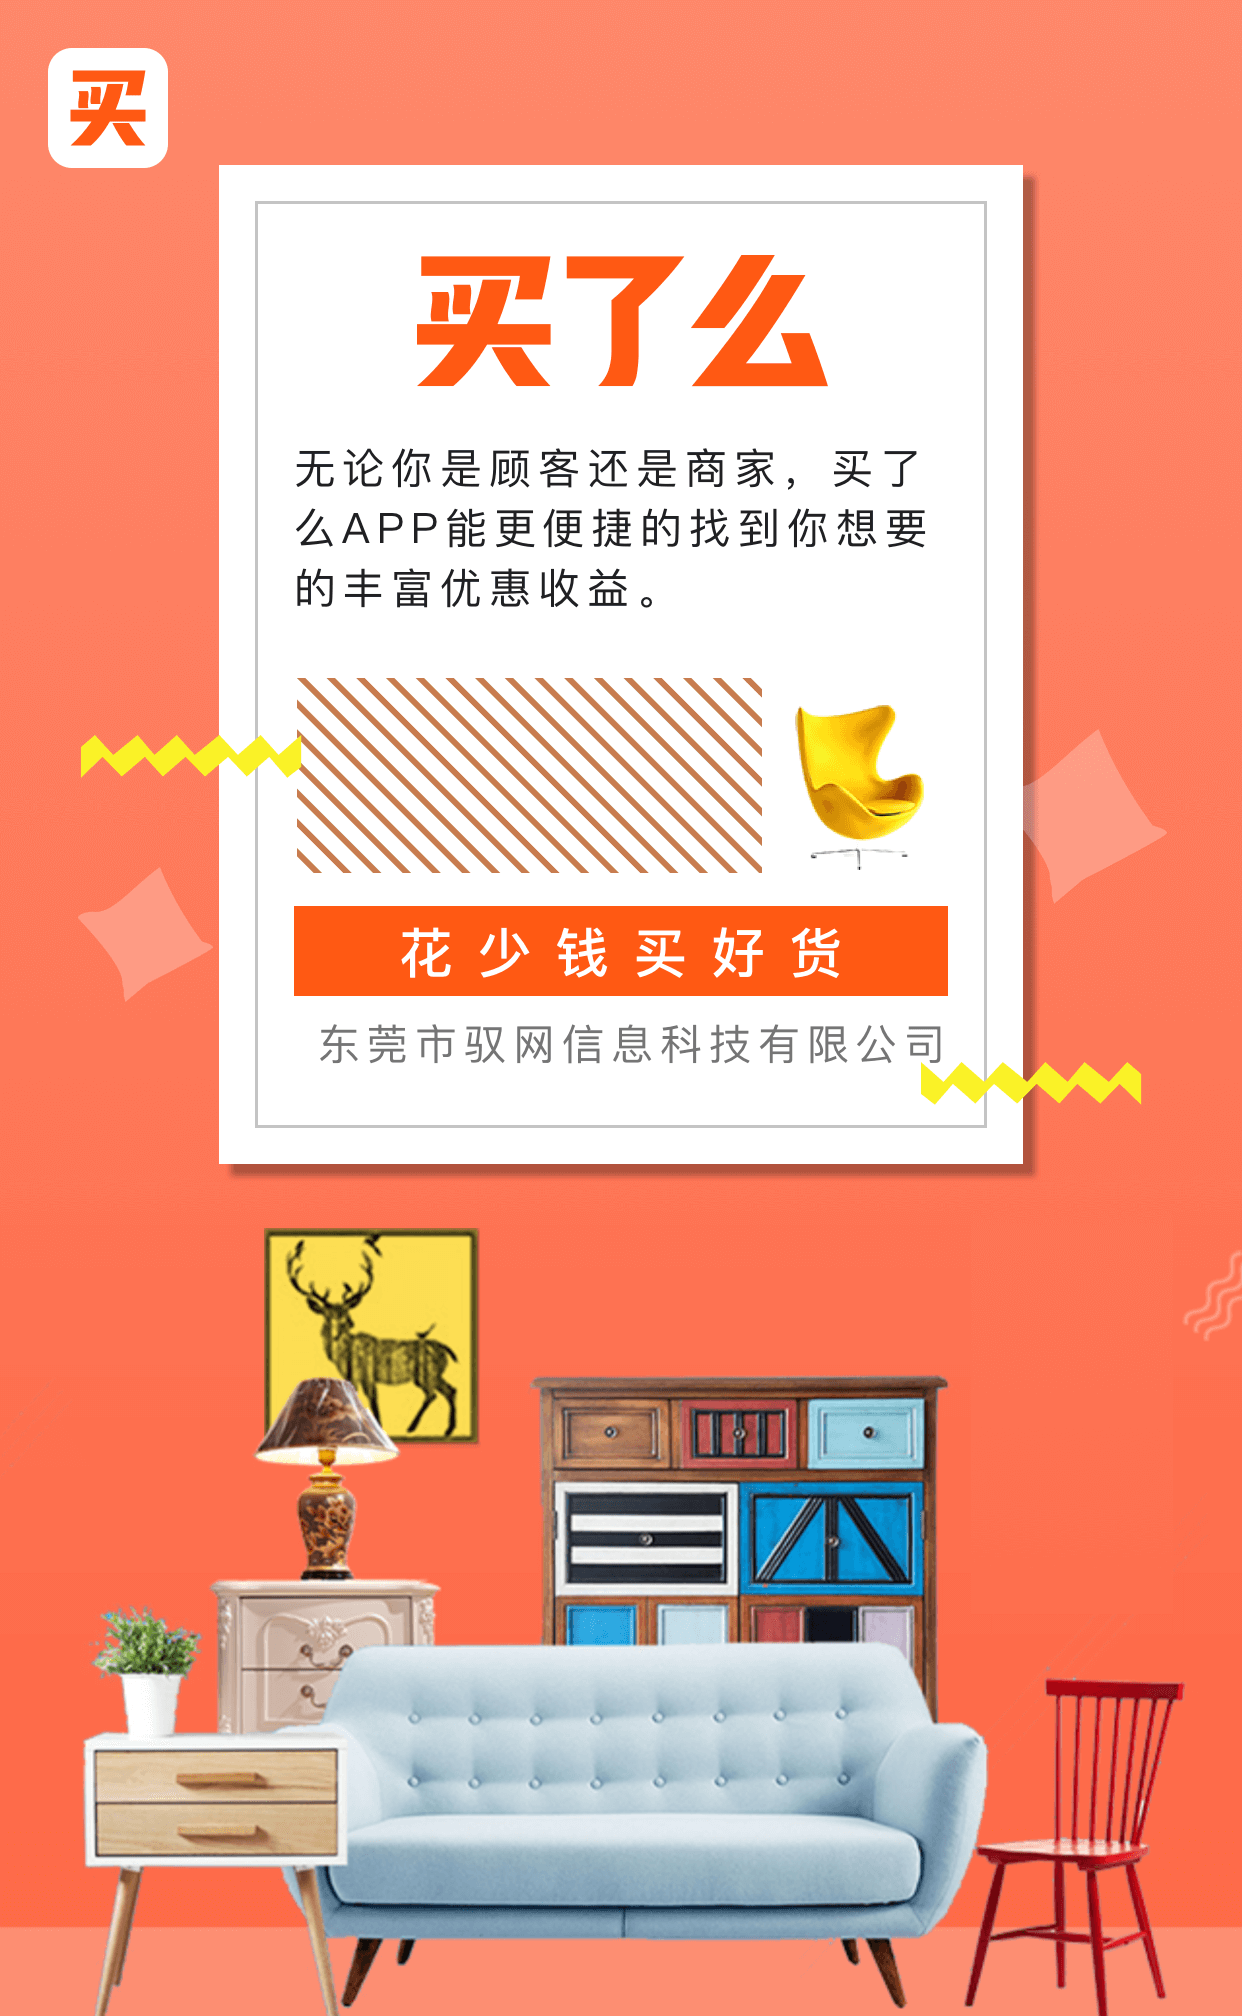 买
买了么
无论你是顾客还是商家，买了
么APP能更便捷的找到你想要
的丰富优惠收益。
花少钱买好货
东莞市驭网信息科技有限公司